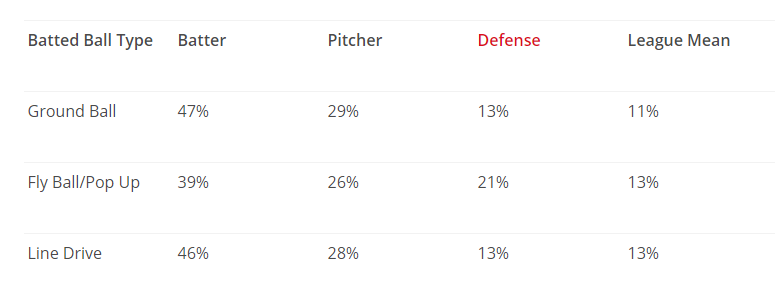 Batted Ball Type Batter Pitcher Defense League Mean
Ground Ball 47% 29% 13% 11%
Fly Ball/Pop Up 39% 26% 21% 13%
Line Drive 46% 28% 13% 13%